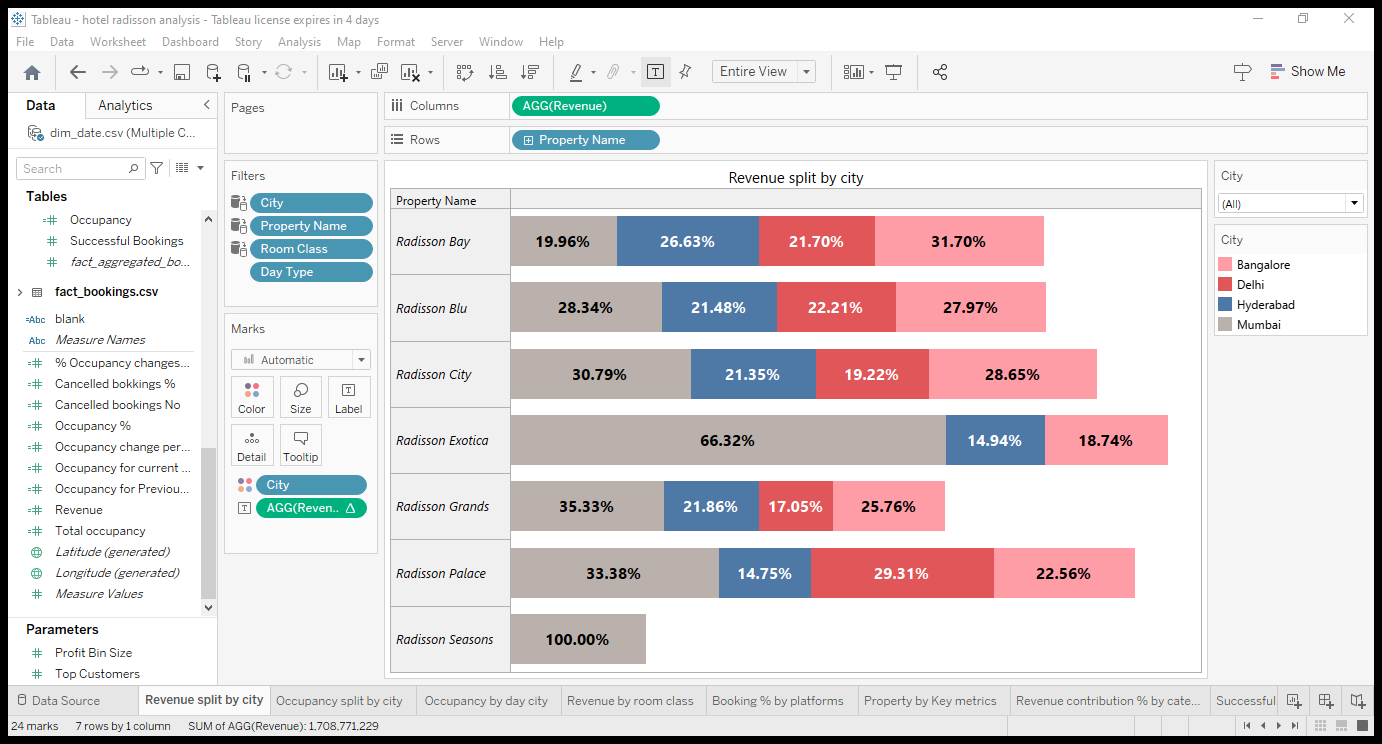 Tableau - hotel radisson analysis - Tableau license expires in 4 days
File Data Worksheet Dashboard Story Analysis Map Format Server Window Help
Entire View
Show Me
Data Analytics
dim_date.csv (Multiple C...
Search
Tables
Occupancy
Successful Bookings
fact_aggregated_bo...
fact_bookings.csv
Abc blank
Abc Measure Names
% Occupancy changes...
Cancelled bokkings %
Cancelled bookings No
Occupancy %
Occupancy change per...
Occupancy for current ...
Occupancy for Previou...
Revenue
Total occupancy
Latitude (generated)
Longitude (generated)
Measure Values
Parameters
Profit Bin Size
Top Customers
Pages
Filters
City
Property Name
Room Class
Day Type
Marks
Automatic
Color Size Label
Detail Tooltip
City
AGG(Reven..
Columns AGG(Revenue)
Rows Property Name
Revenue split by city
Property Name
Radisson Bay 19.96% 26.63% 21.70% 31.70%
Radisson Blu 28.34% 21.48% 22.21% 27.97%
Radisson City 30.79% 21.35% 19.22% 28.65%
Radisson Exotica 66.32% 14.94% 18.74%
Radisson Grands 35.33% 21.86% 17.05% 25.76%
Radisson Palace 33.38% 14.75% 29.31% 22.56%
Radisson Seasons 100.00%
City
(All)
City
Bangalore
Delhi
Hyderabad
Mumbai
Data Source Revenue split by city Occupancy split by city Occupancy by day city Revenue by room class Booking % by platforms Property by Key metrics Revenue contribution % by cate... Successful
24 marks 7 rows by 1 column SUM of AGG(Revenue): 1,708,771,229